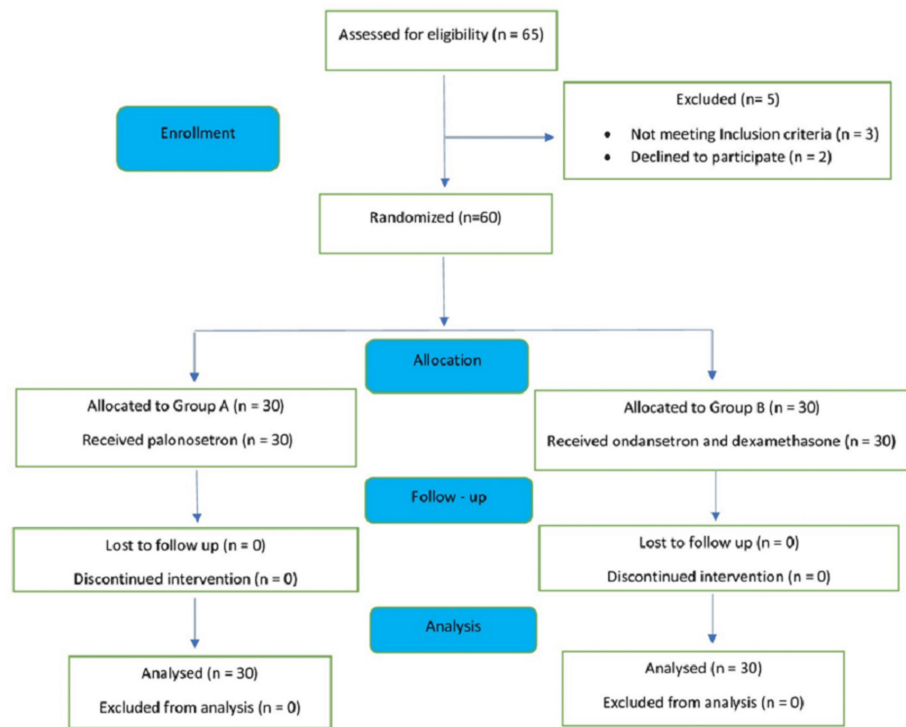 Assessed for eligibility (n = 65)
Excluded (n= 5)
• Not meeting Inclusion criteria (n = 3)
• Declined to participate (n = 2)
Enrollment
Randomized (n=60)
Allocation
Allocated to Group A (n = 30)
Received palonosetron (n = 30)
Allocated to Group B (n = 30)
Received ondansetron and dexamethasone (n = 30)
Follow - up
Lost to follow up (n = 0)
Discontinued intervention (n = 0)
Lost to follow up (n = 0)
Discontinued intervention (n = 0)
Analysis
Analysed (n = 30)
Excluded from analysis (n = 0)
Analysed (n = 30)
Excluded from analysis (n = 0)